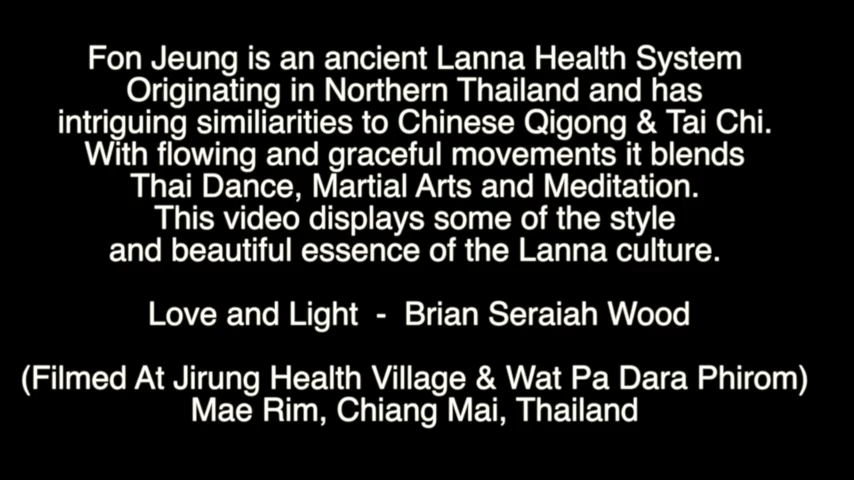 Fon Jeung is an ancient Lanna Health System
Originating in Northern Thailand and has
intriguing similiarities to Chinese Qigong & Tai Chi.
With flowing and graceful movements it blends
Thai Dance, Martial Arts and Meditation.
This video displays some of the style
and beautiful essence of the Lanna culture.
Love and Light - Brian Seraiah Wood
(Filmed At Jirung Health Village & Wat Pa Dara Phirom)
Mae Rim, Chiang Mai, Thailand